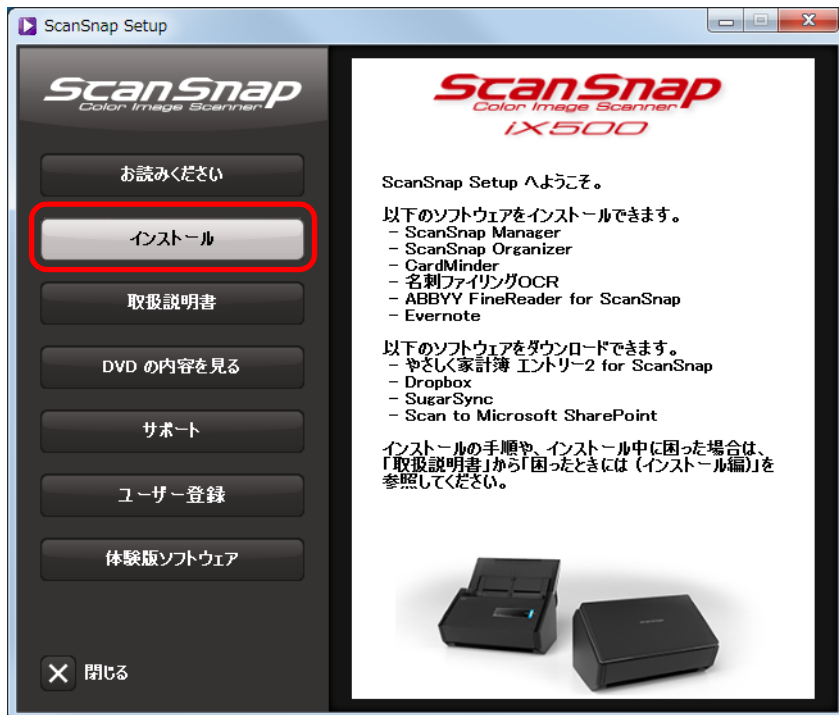 ScanSnap Setup
ScanSnap
Color Image Scanner
お読みください
インストール
取扱説明書
DVD の内容を見る
サポート
ユーザー登録
体験版ソフトウェア
閉じる
ScanSnap
Color Image Scanner
iX500
ScanSnap Setup へようこそ。
以下のソフトウェアをインストールできます。
- ScanSnap Manager
- ScanSnap Organizer
- CardMinder
- 名刺ファイリングOCR
- ABBYY FineReader for ScanSnap
- Evernote
以下のソフトウェアをダウンロードできます。
- やさしく家計簿 エントリー2 for ScanSnap
- Dropbox
- SugarSync
- Scan to Microsoft SharePoint
インストールの手順や、インストール中に困った場合は、
「取扱説明書」から「困ったときには (インストール編)」を
参照してください。